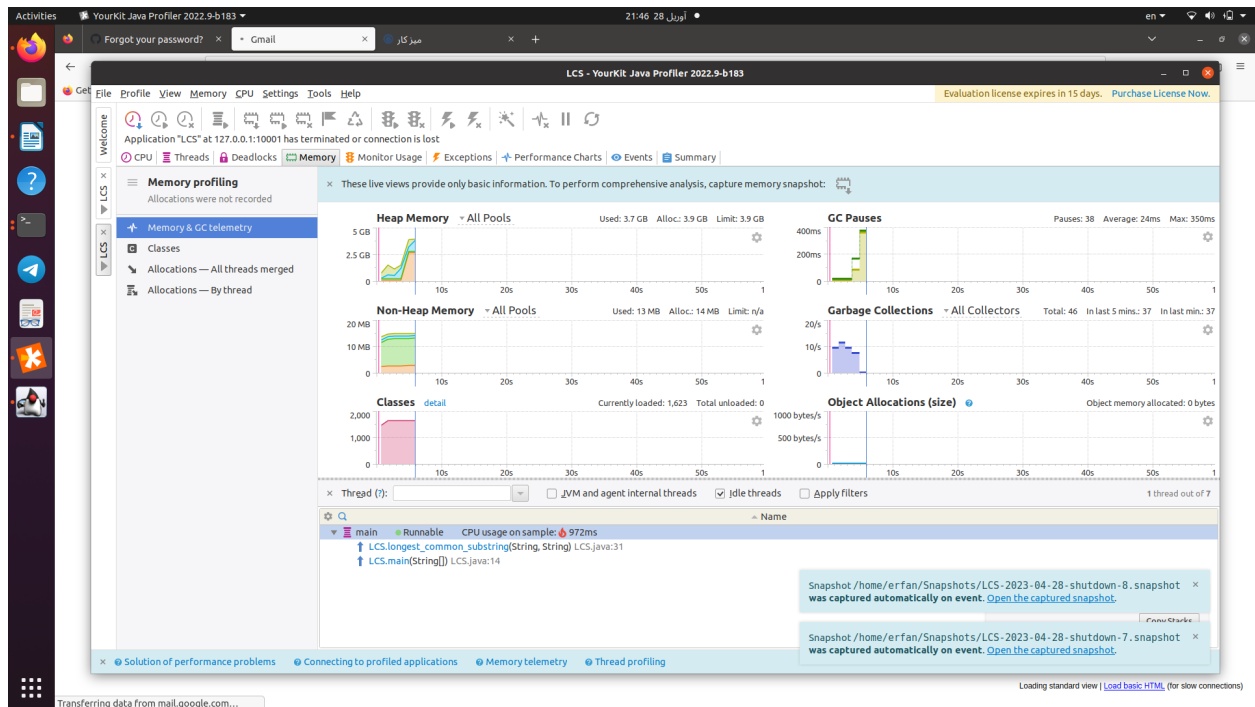 Activities YourKit Java Profiler 2022.9-b183 21:46 28 آوریل en
Forgot your password? × Gmail × میز کار × +
LCS - YourKit Java Profiler 2022.9-b183
Get
File Profile View Memory CPU Settings Tools Help Evaluation license expires in 15 days. Purchase License Now.
Welcome
LCS
LCS
Application "LCS" at 127.0.0.1:10001 has terminated or connection is lost
CPU Threads Deadlocks Memory Monitor Usage Exceptions Performance Charts Events Summary
Memory profiling
Allocations were not recorded
Memory & GC telemetry
Classes
Allocations — All threads merged
Allocations — By thread
× These live views provide only basic information. To perform comprehensive analysis, capture memory snapshot:
Heap Memory All Pools Used: 3.7 GB Alloc.: 3.9 GB Limit: 3.9 GB
5 GB
2.5 GB
0
10s 20s 30s 40s 50s 1
GC Pauses Pauses: 38 Average: 24ms Max: 350ms
400ms
200ms
0
10s 20s 30s 40s 50s 1
Non-Heap Memory All Pools Used: 13 MB Alloc.: 14 MB Limit: n/a
20 MB
10 MB
0
10s 20s 30s 40s 50s 1
Garbage Collections All Collectors Total: 46 In last 5 mins.: 37 In last min.: 37
20/s
10/s
0
10s 20s 30s 40s 50s 1
Classes detail Currently loaded: 1,623 Total unloaded: 0
2,000
1,000
0
10s 20s 30s 40s 50s 1
Object Allocations (size) Object memory allocated: 0 bytes
1000 bytes/s
500 bytes/s
0
10s 20s 30s 40s 50s 1
× Thread (?): JVM and agent internal threads Idle threads Apply filters 1 thread out of 7
Name
main Runnable CPU usage on sample: 972ms
LCS.longest_common_substring(String, String) LCS.java:31
LCS.main(String[]) LCS.java:14
Snapshot /home/erfan/Snapshots/LCS-2023-04-28-shutdown-8.snapshot ×
was captured automatically on event. Open the captured snapshot.
Copy Stacks
Snapshot /home/erfan/Snapshots/LCS-2023-04-28-shutdown-7.snapshot ×
was captured automatically on event. Open the captured snapshot.
× Solution of performance problems Connecting to profiled applications Memory telemetry Thread profiling
Loading standard view | Load basic HTML (for slow connections)
Transferring data from mail.google.com...